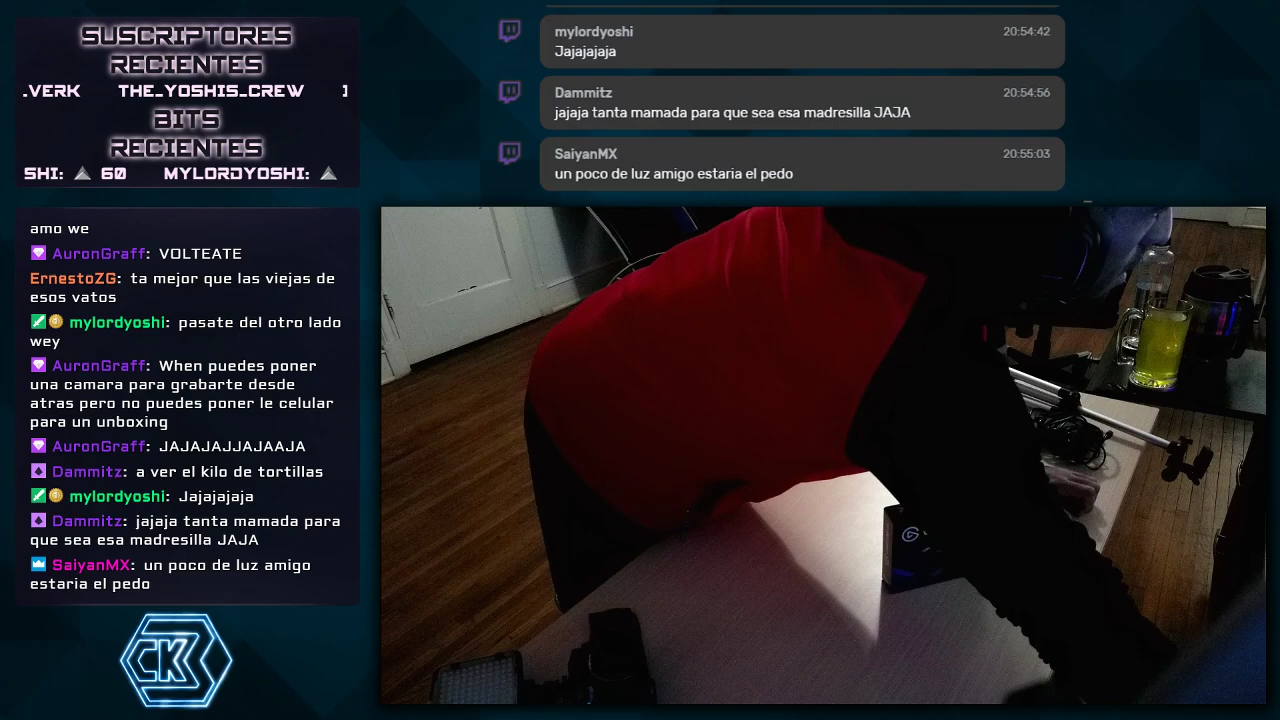 SUSCRIPTORES
RECIENTES
.VERK THE_YOSHIS_CREW
BITS
RECIENTES
SHI: 60 MYLORDYOSHI:
mylordyoshi 20:54:42
Jajajajaja
Dammitz 20:54:56
jajaja tanta mamada para que sea esa madresilla JAJA
SaiyanMX 20:55:03
un poco de luz amigo estaria el pedo
amo we
AuronGraff: VOLTEATE
ErnestoZG: ta mejor que las viejas de
esos vatos
mylordyoshi: pasate del otro lado
wey
AuronGraff: When puedes poner
una camara para grabarte desde
atras pero no puedes poner le celular
para un unboxing
AuronGraff: JAJAJAJJAJAAJA
Dammitz: a ver el kilo de tortillas
mylordyoshi: Jajajajaja
Dammitz: jajaja tanta mamada para
que sea esa madresilla JAJA
SaiyanMX: un poco de luz amigo
estaria el pedo
CK3